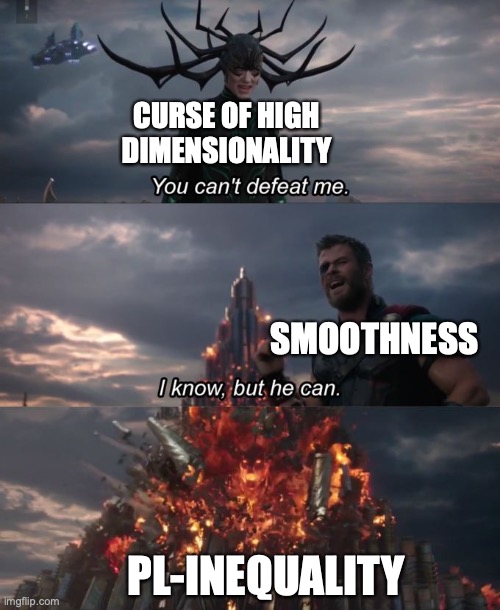 CURSE OF HIGH
DIMENSIONALITY
You can't defeat me.
SMOOTHNESS
I know, but he can.
PL-INEQUALITY
imgflip.com